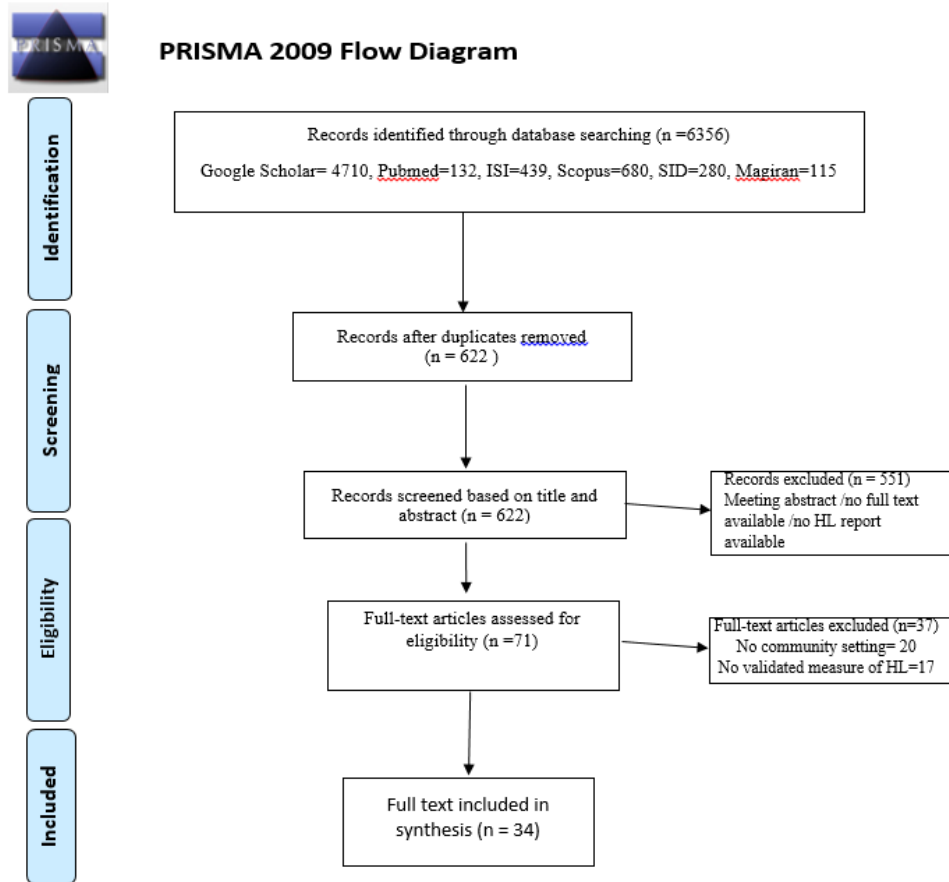 PRISMA
PRISMA 2009 Flow Diagram
Identification
Records identified through database searching (n =6356)
Google Scholar= 4710, Pubmed=132, ISI=439, Scopus=680, SID=280, Magiran=115
Screening
Records after duplicates removed
(n = 622 )
Records screened based on title and
abstract (n = 622)
Records excluded (n = 551)
Meeting abstract /no full text
available /no HL report
available
Eligibility
Full-text articles assessed for
eligibility (n =71)
Full-text articles excluded (n=37)
No community setting= 20
No validated measure of HL=17
Included
Full text included in
synthesis (n = 34)